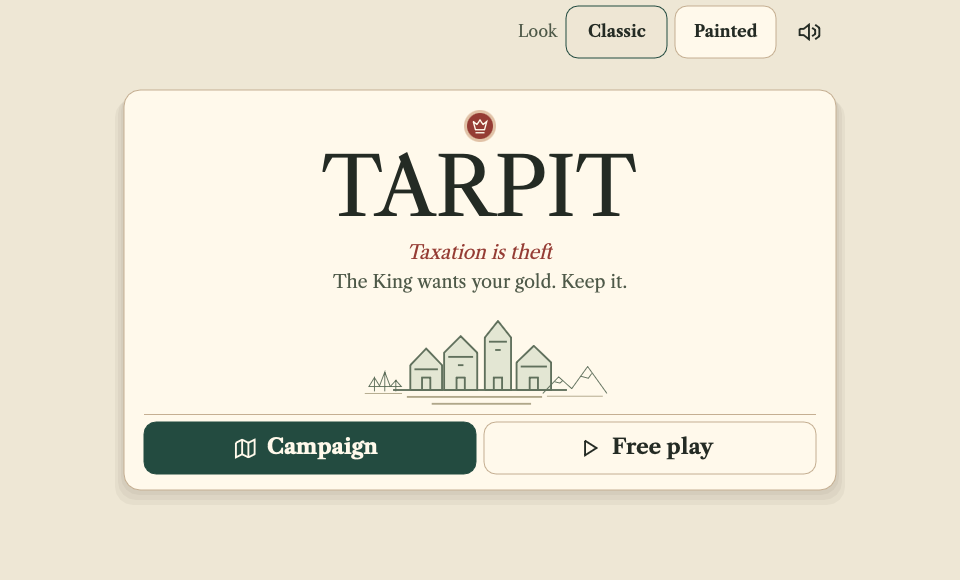 Look Classic Painted
TARPIT
Taxation is theft
The King wants your gold. Keep it.
Campaign Free play